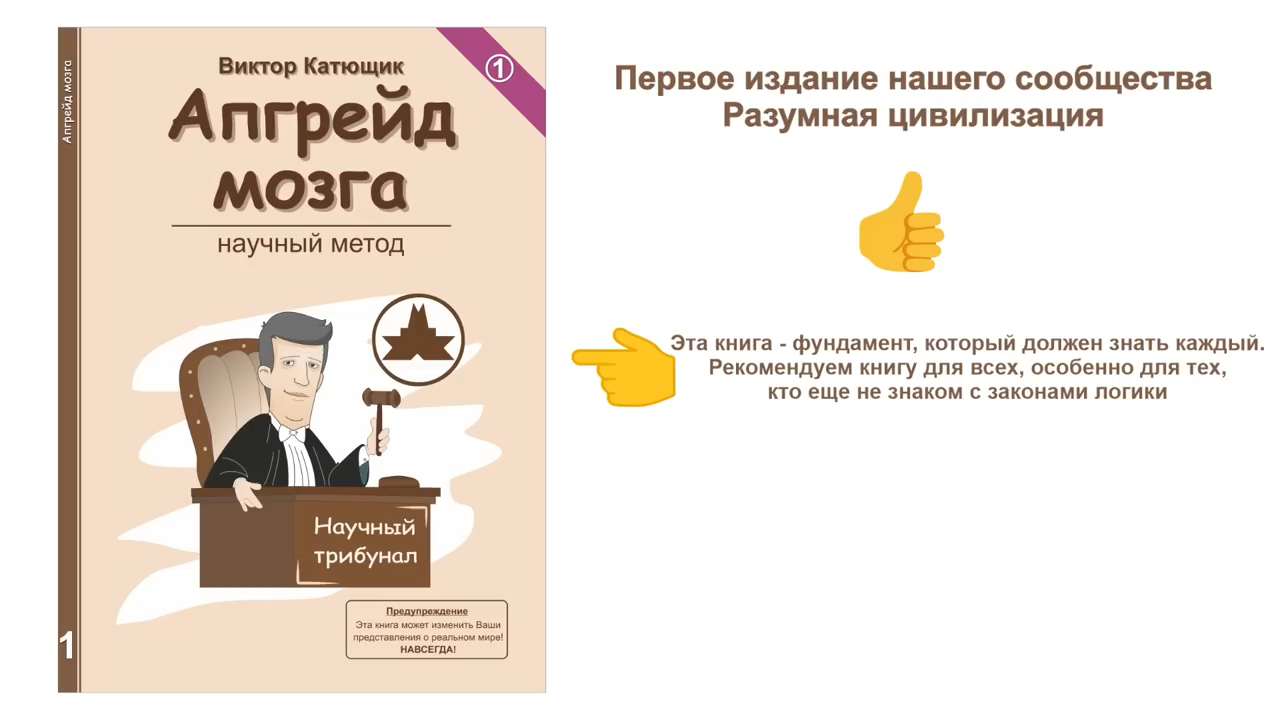 Апгрейд мозга
1
Виктор Катющик
1
Апгрейд
мозга
научный метод
Научный
трибунал
Предупреждение
Эта книга может изменить Ваши
представления о реальном мире!
НАВСЕГДА!
Первое издание нашего сообщества
Разумная цивилизация
Эта книга - фундамент, который должен знать каждый.
Рекомендуем книгу для всех, особенно для тех,
кто еще не знаком с законами логики